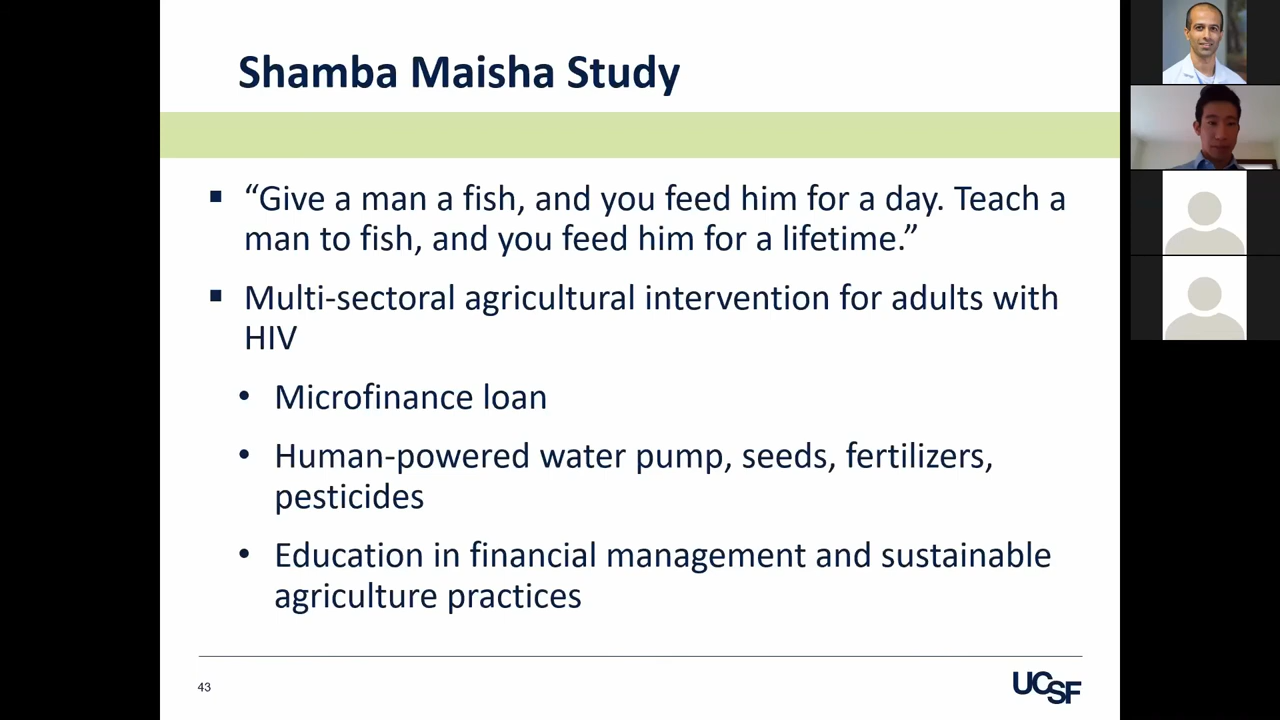 Shamba Maisha Study
▪ “Give a man a fish, and you feed him for a day. Teach a
man to fish, and you feed him for a lifetime.”
▪ Multi-sectoral agricultural intervention for adults with
HIV
• Microfinance loan
• Human-powered water pump, seeds, fertilizers,
pesticides
• Education in financial management and sustainable
agriculture practices
43
UCSF